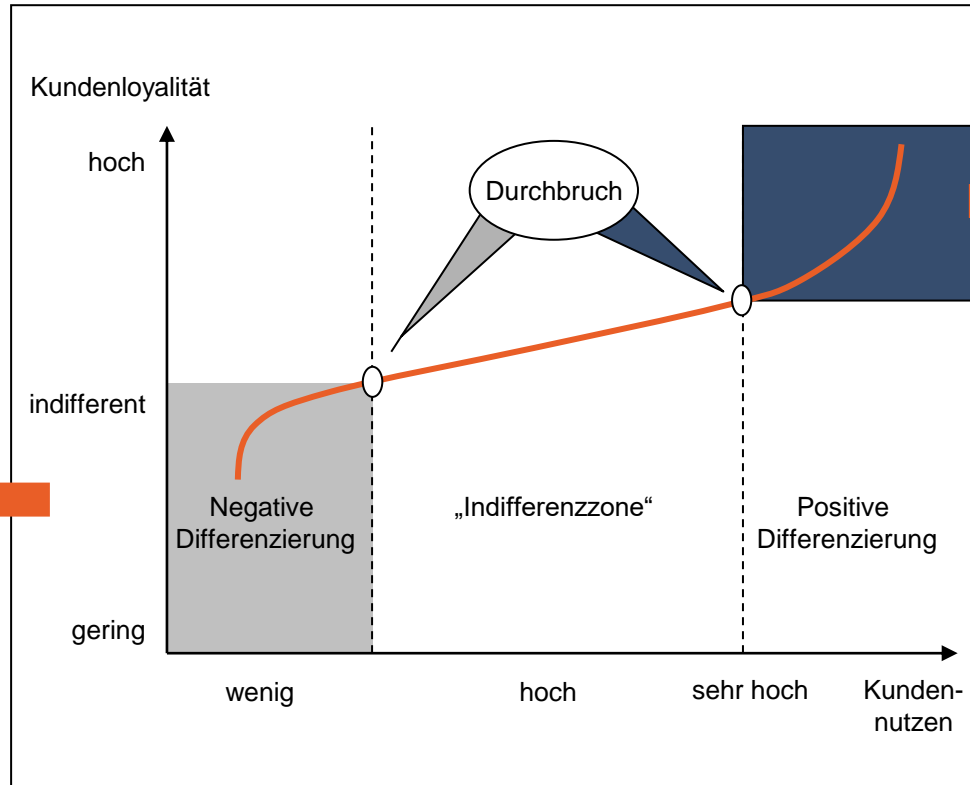 Kundenloyalität
hoch
Durchbruch
indifferent
Negative
Differenzierung
„Indifferenzzone“
Positive
Differenzierung
gering
wenig
hoch
sehr hoch
Kunden-
nutzen